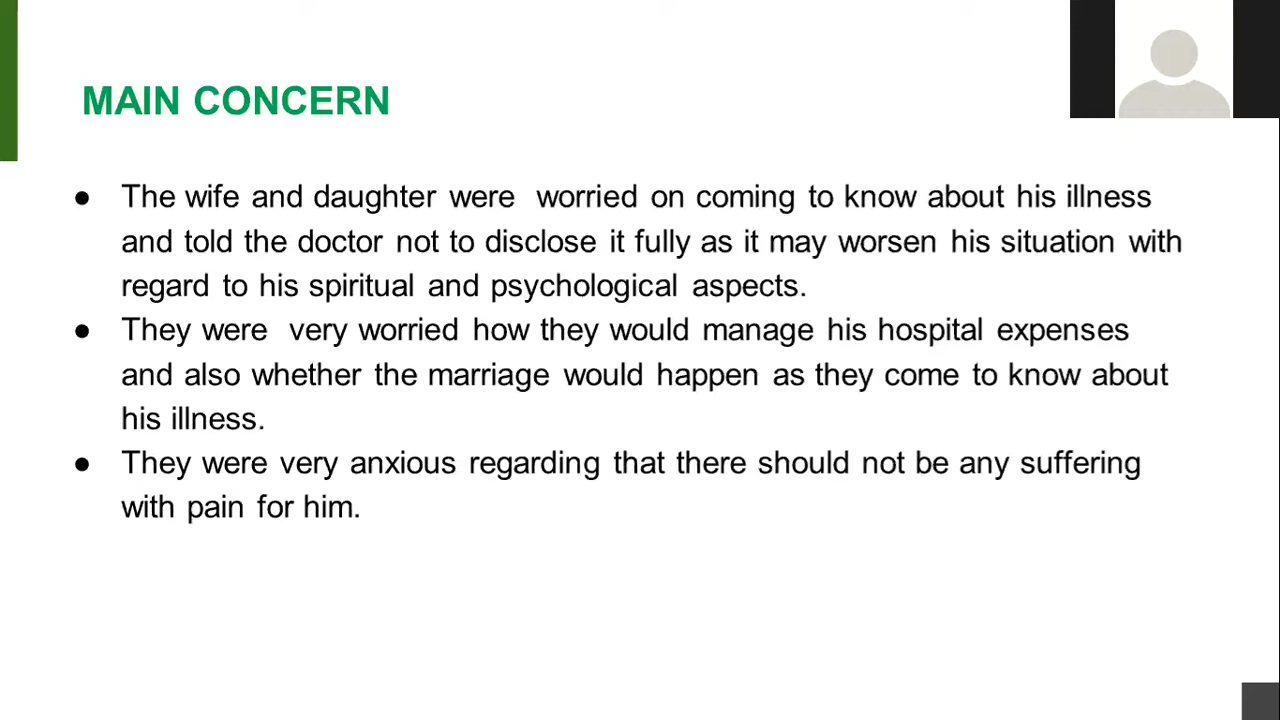 MAIN CONCERN
● The wife and daughter were worried on coming to know about his illness
and told the doctor not to disclose it fully as it may worsen his situation with
regard to his spiritual and psychological aspects.
● They were very worried how they would manage his hospital expenses
and also whether the marriage would happen as they come to know about
his illness.
● They were very anxious regarding that there should not be any suffering
with pain for him.